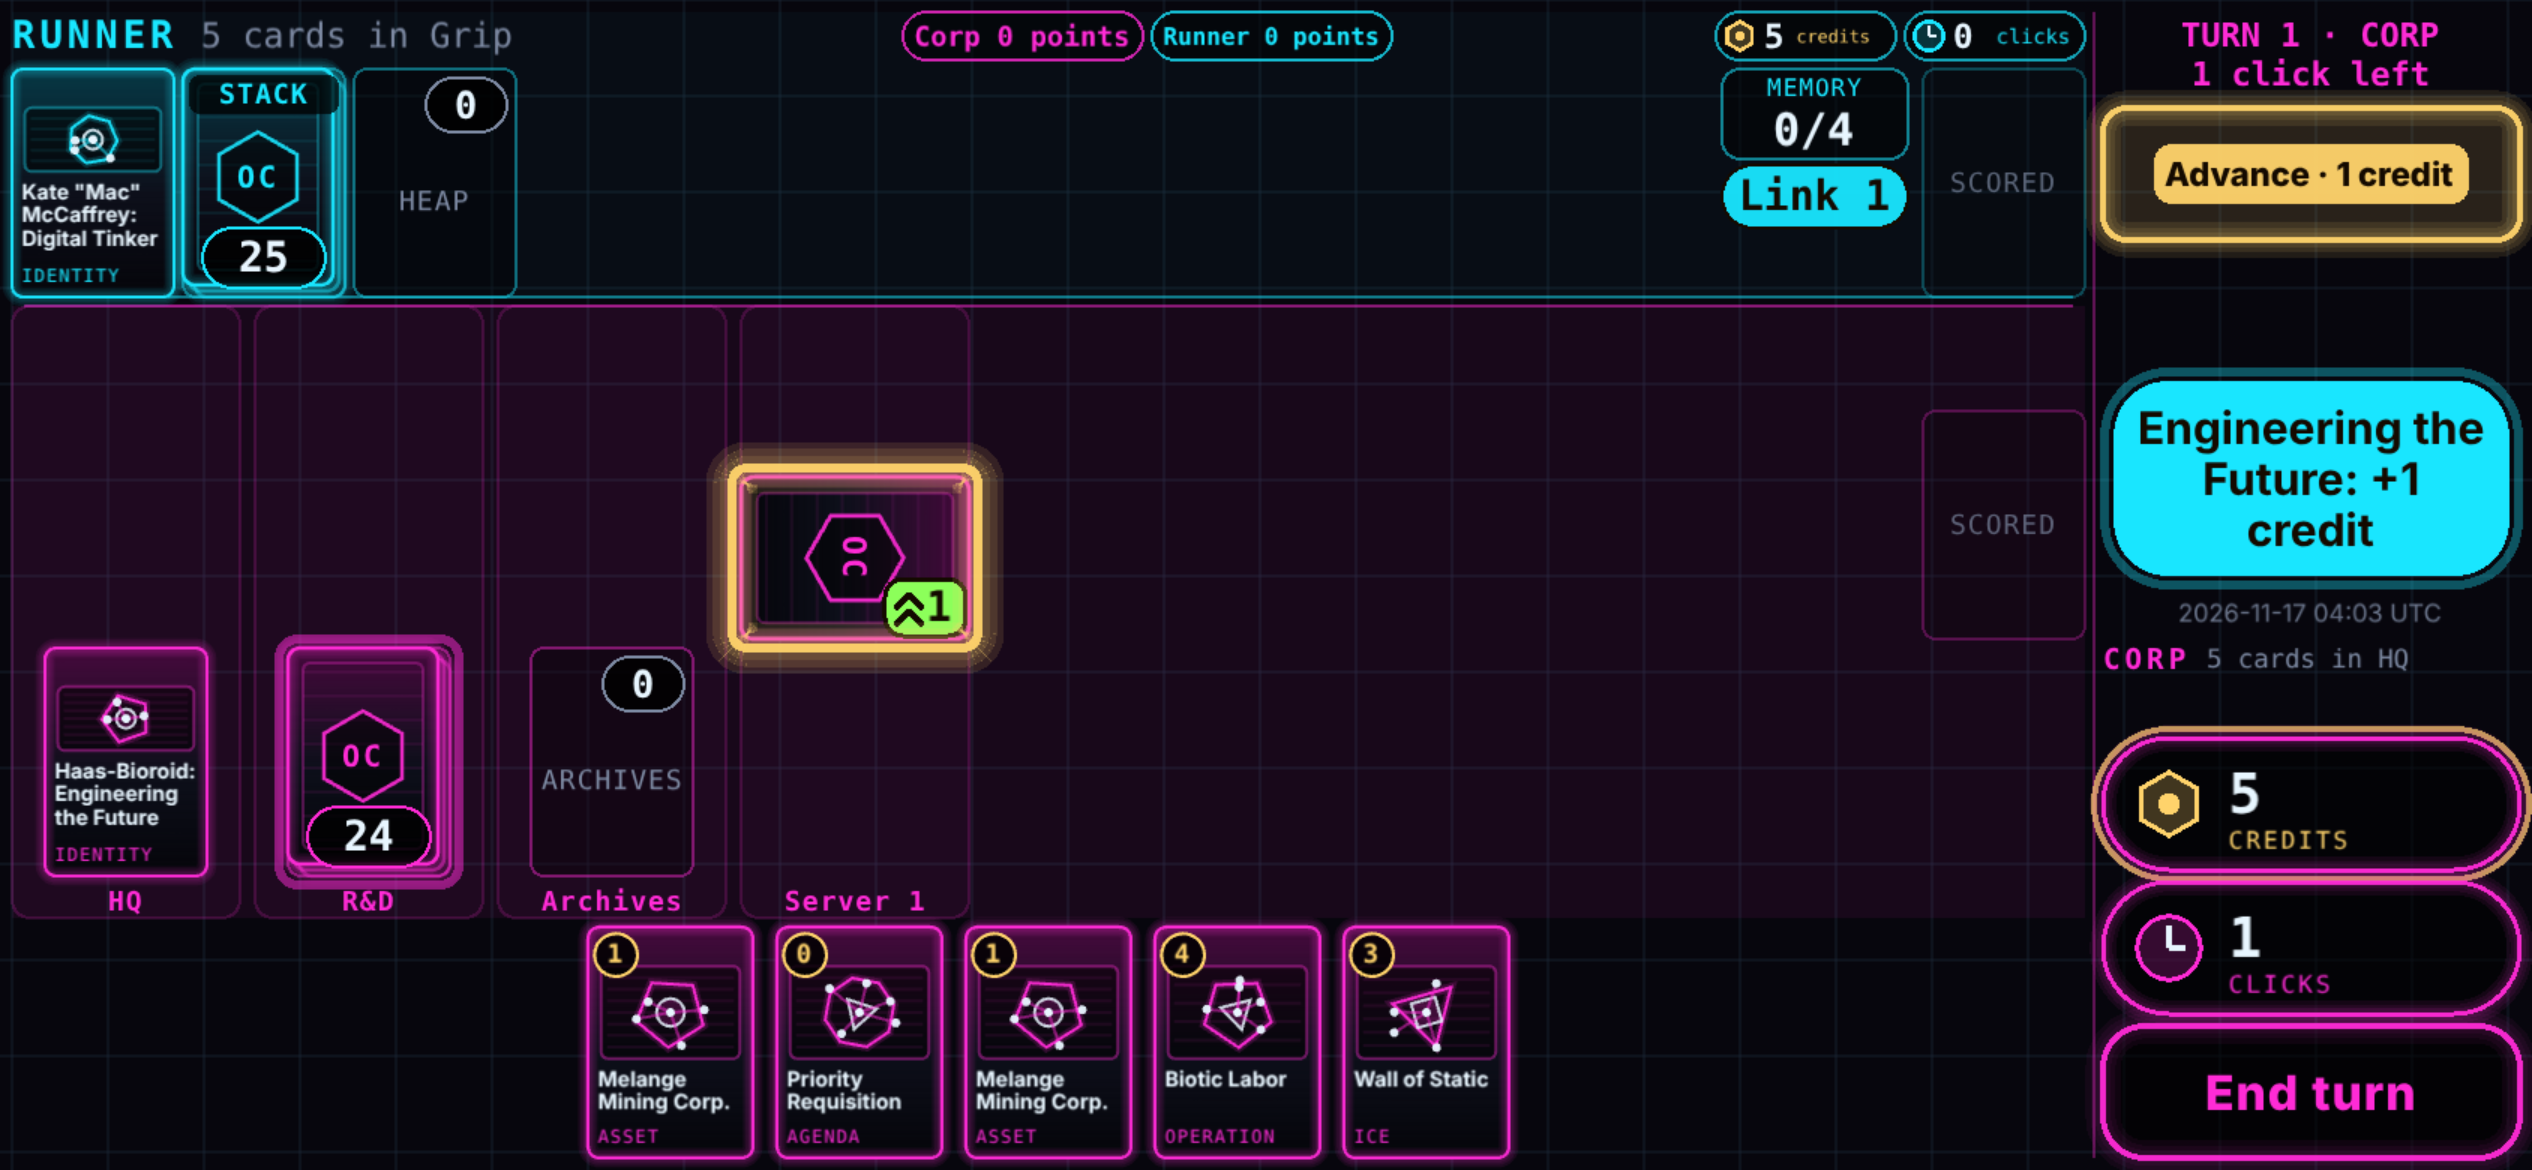 RUNNER 5 cards in Grip
Corp 0 points
Runner 0 points
5 credits
0 clicks
TURN 1 · CORP
1 click left
Kate "Mac"
McCaffrey:
Digital Tinker
IDENTITY
STACK
OC
25
0
HEAP
MEMORY
0/4
Link 1
SCORED
Advance · 1 credit
Engineering the
Future: +1
credit
2026-11-17 04:03 UTC
CORP 5 cards in HQ
OC
1
SCORED
Haas-Bioroid:
Engineering
the Future
IDENTITY
HQ
OC
24
R&D
0
ARCHIVES
Archives
Server 1
5
CREDITS
1
CLICKS
End turn
1
Melange
Mining Corp.
ASSET
0
Priority
Requisition
AGENDA
1
Melange
Mining Corp.
ASSET
4
Biotic Labor
OPERATION
3
Wall of Static
ICE